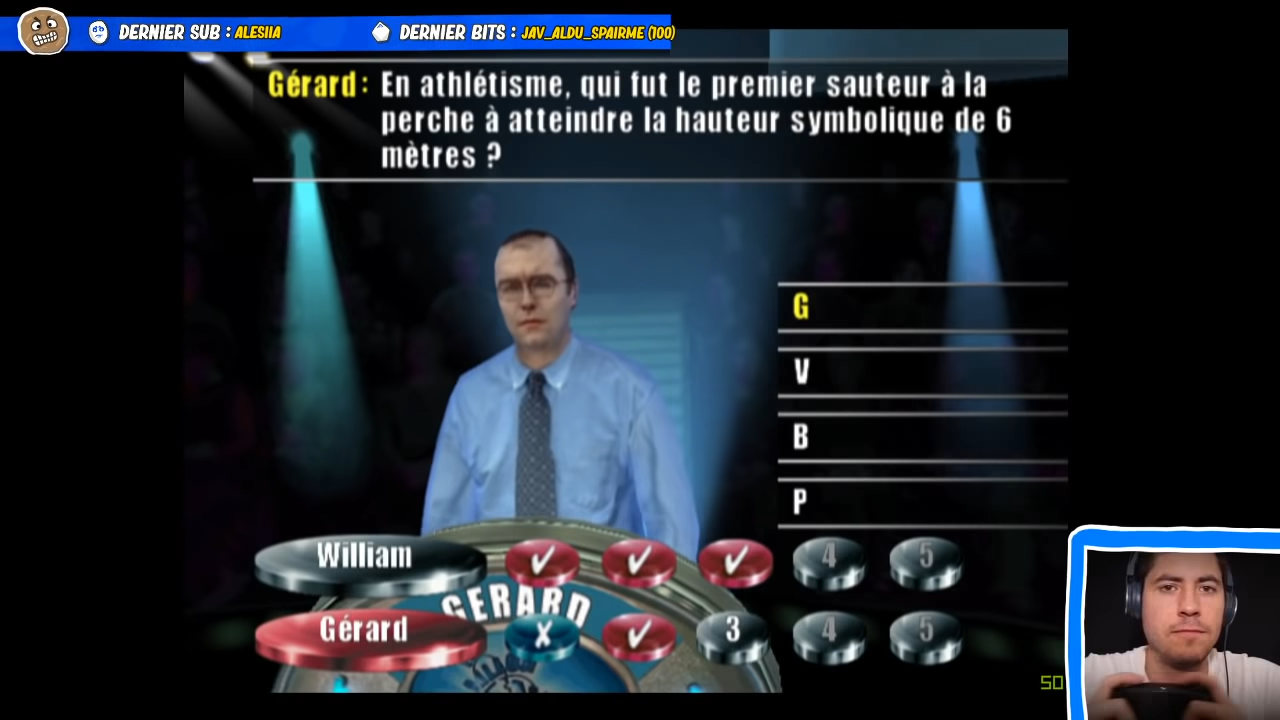 DERNIER SUB : ALESIIA
DERNIER BITS : JAV_ALDU_SPAIRME (100)
Gérard : En athlétisme, qui fut le premier sauteur à la
perche à atteindre la hauteur symbolique de 6
mètres ?
G
V
B
P
William ✓ ✓ ✓ 4 5
GERARD
Gérard X ✓ 3 4 5
50